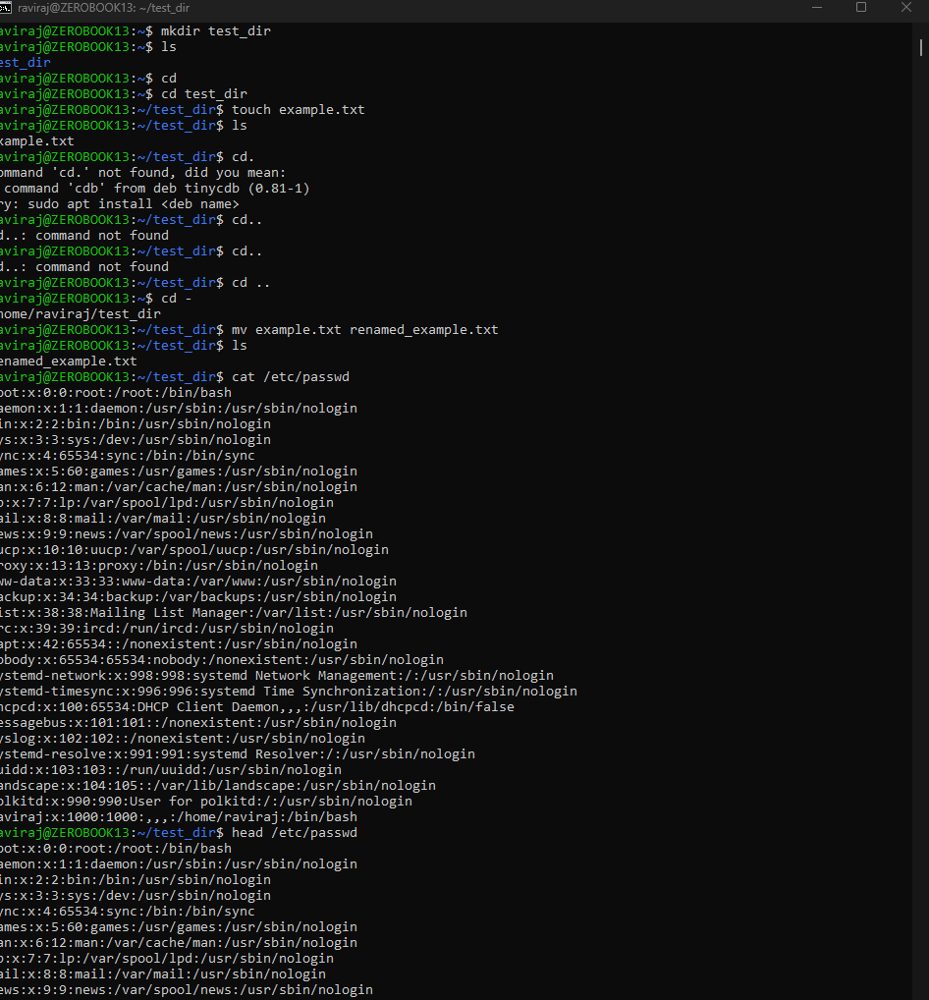 raviraj@ZEROBOOK13: ~/test_dir
aviraj@ZEROBOOK13:~$ mkdir test_dir
aviraj@ZEROBOOK13:~$ ls
est_dir
aviraj@ZEROBOOK13:~$ cd
aviraj@ZEROBOOK13:~$ cd test_dir
aviraj@ZEROBOOK13:~/test_dir$ touch example.txt
aviraj@ZEROBOOK13:~/test_dir$ ls
xample.txt
aviraj@ZEROBOOK13:~/test_dir$ cd.
ommand 'cd.' not found, did you mean:
command 'cdb' from deb tinycdb (0.81-1)
ry: sudo apt install <deb name>
aviraj@ZEROBOOK13:~/test_dir$ cd..
d..: command not found
aviraj@ZEROBOOK13:~/test_dir$ cd..
d..: command not found
aviraj@ZEROBOOK13:~/test_dir$ cd ..
aviraj@ZEROBOOK13:~$ cd -
home/raviraj/test_dir
aviraj@ZEROBOOK13:~/test_dir$ mv example.txt renamed_example.txt
aviraj@ZEROBOOK13:~/test_dir$ ls
enamed_example.txt
aviraj@ZEROBOOK13:~/test_dir$ cat /etc/passwd
oot:x:0:0:root:/root:/bin/bash
aemon:x:1:1:daemon:/usr/sbin:/usr/sbin/nologin
in:x:2:2:bin:/bin:/usr/sbin/nologin
ys:x:3:3:sys:/dev:/usr/sbin/nologin
ync:x:4:65534:sync:/bin:/bin/sync
ames:x:5:60:games:/usr/games:/usr/sbin/nologin
an:x:6:12:man:/var/cache/man:/usr/sbin/nologin
p:x:7:7:lp:/var/spool/lpd:/usr/sbin/nologin
ail:x:8:8:mail:/var/mail:/usr/sbin/nologin
ews:x:9:9:news:/var/spool/news:/usr/sbin/nologin
ucp:x:10:10:uucp:/var/spool/uucp:/usr/sbin/nologin
roxy:x:13:13:proxy:/bin:/usr/sbin/nologin
ww-data:x:33:33:www-data:/var/www:/usr/sbin/nologin
ackup:x:34:34:backup:/var/backups:/usr/sbin/nologin
ist:x:38:38:Mailing List Manager:/var/list:/usr/sbin/nologin
rc:x:39:39:ircd:/run/ircd:/usr/sbin/nologin
apt:x:42:65534::/nonexistent:/usr/sbin/nologin
obody:x:65534:65534:nobody:/nonexistent:/usr/sbin/nologin
ystemd-network:x:998:998:systemd Network Management:/:/usr/sbin/nologin
ystemd-timesync:x:996:996:systemd Time Synchronization:/:/usr/sbin/nologin
hcpcd:x:100:65534:DHCP Client Daemon,,,:/usr/lib/dhcpcd:/bin/false
essagebus:x:101:101::/nonexistent:/usr/sbin/nologin
yslog:x:102:102::/nonexistent:/usr/sbin/nologin
ystemd-resolve:x:991:991:systemd Resolver:/:/usr/sbin/nologin
uidd:x:103:103::/run/uuidd:/usr/sbin/nologin
andscape:x:104:105::/var/lib/landscape:/usr/sbin/nologin
olkitd:x:990:990:User for polkitd:/:/usr/sbin/nologin
aviraj:x:1000:1000:,,,:/home/raviraj:/bin/bash
aviraj@ZEROBOOK13:~/test_dir$ head /etc/passwd
oot:x:0:0:root:/root:/bin/bash
aemon:x:1:1:daemon:/usr/sbin:/usr/sbin/nologin
in:x:2:2:bin:/bin:/usr/sbin/nologin
ys:x:3:3:sys:/dev:/usr/sbin/nologin
ync:x:4:65534:sync:/bin:/bin/sync
ames:x:5:60:games:/usr/games:/usr/sbin/nologin
an:x:6:12:man:/var/cache/man:/usr/sbin/nologin
p:x:7:7:lp:/var/spool/lpd:/usr/sbin/nologin
ail:x:8:8:mail:/var/mail:/usr/sbin/nologin
ews:x:9:9:news:/var/spool/news:/usr/sbin/nologin